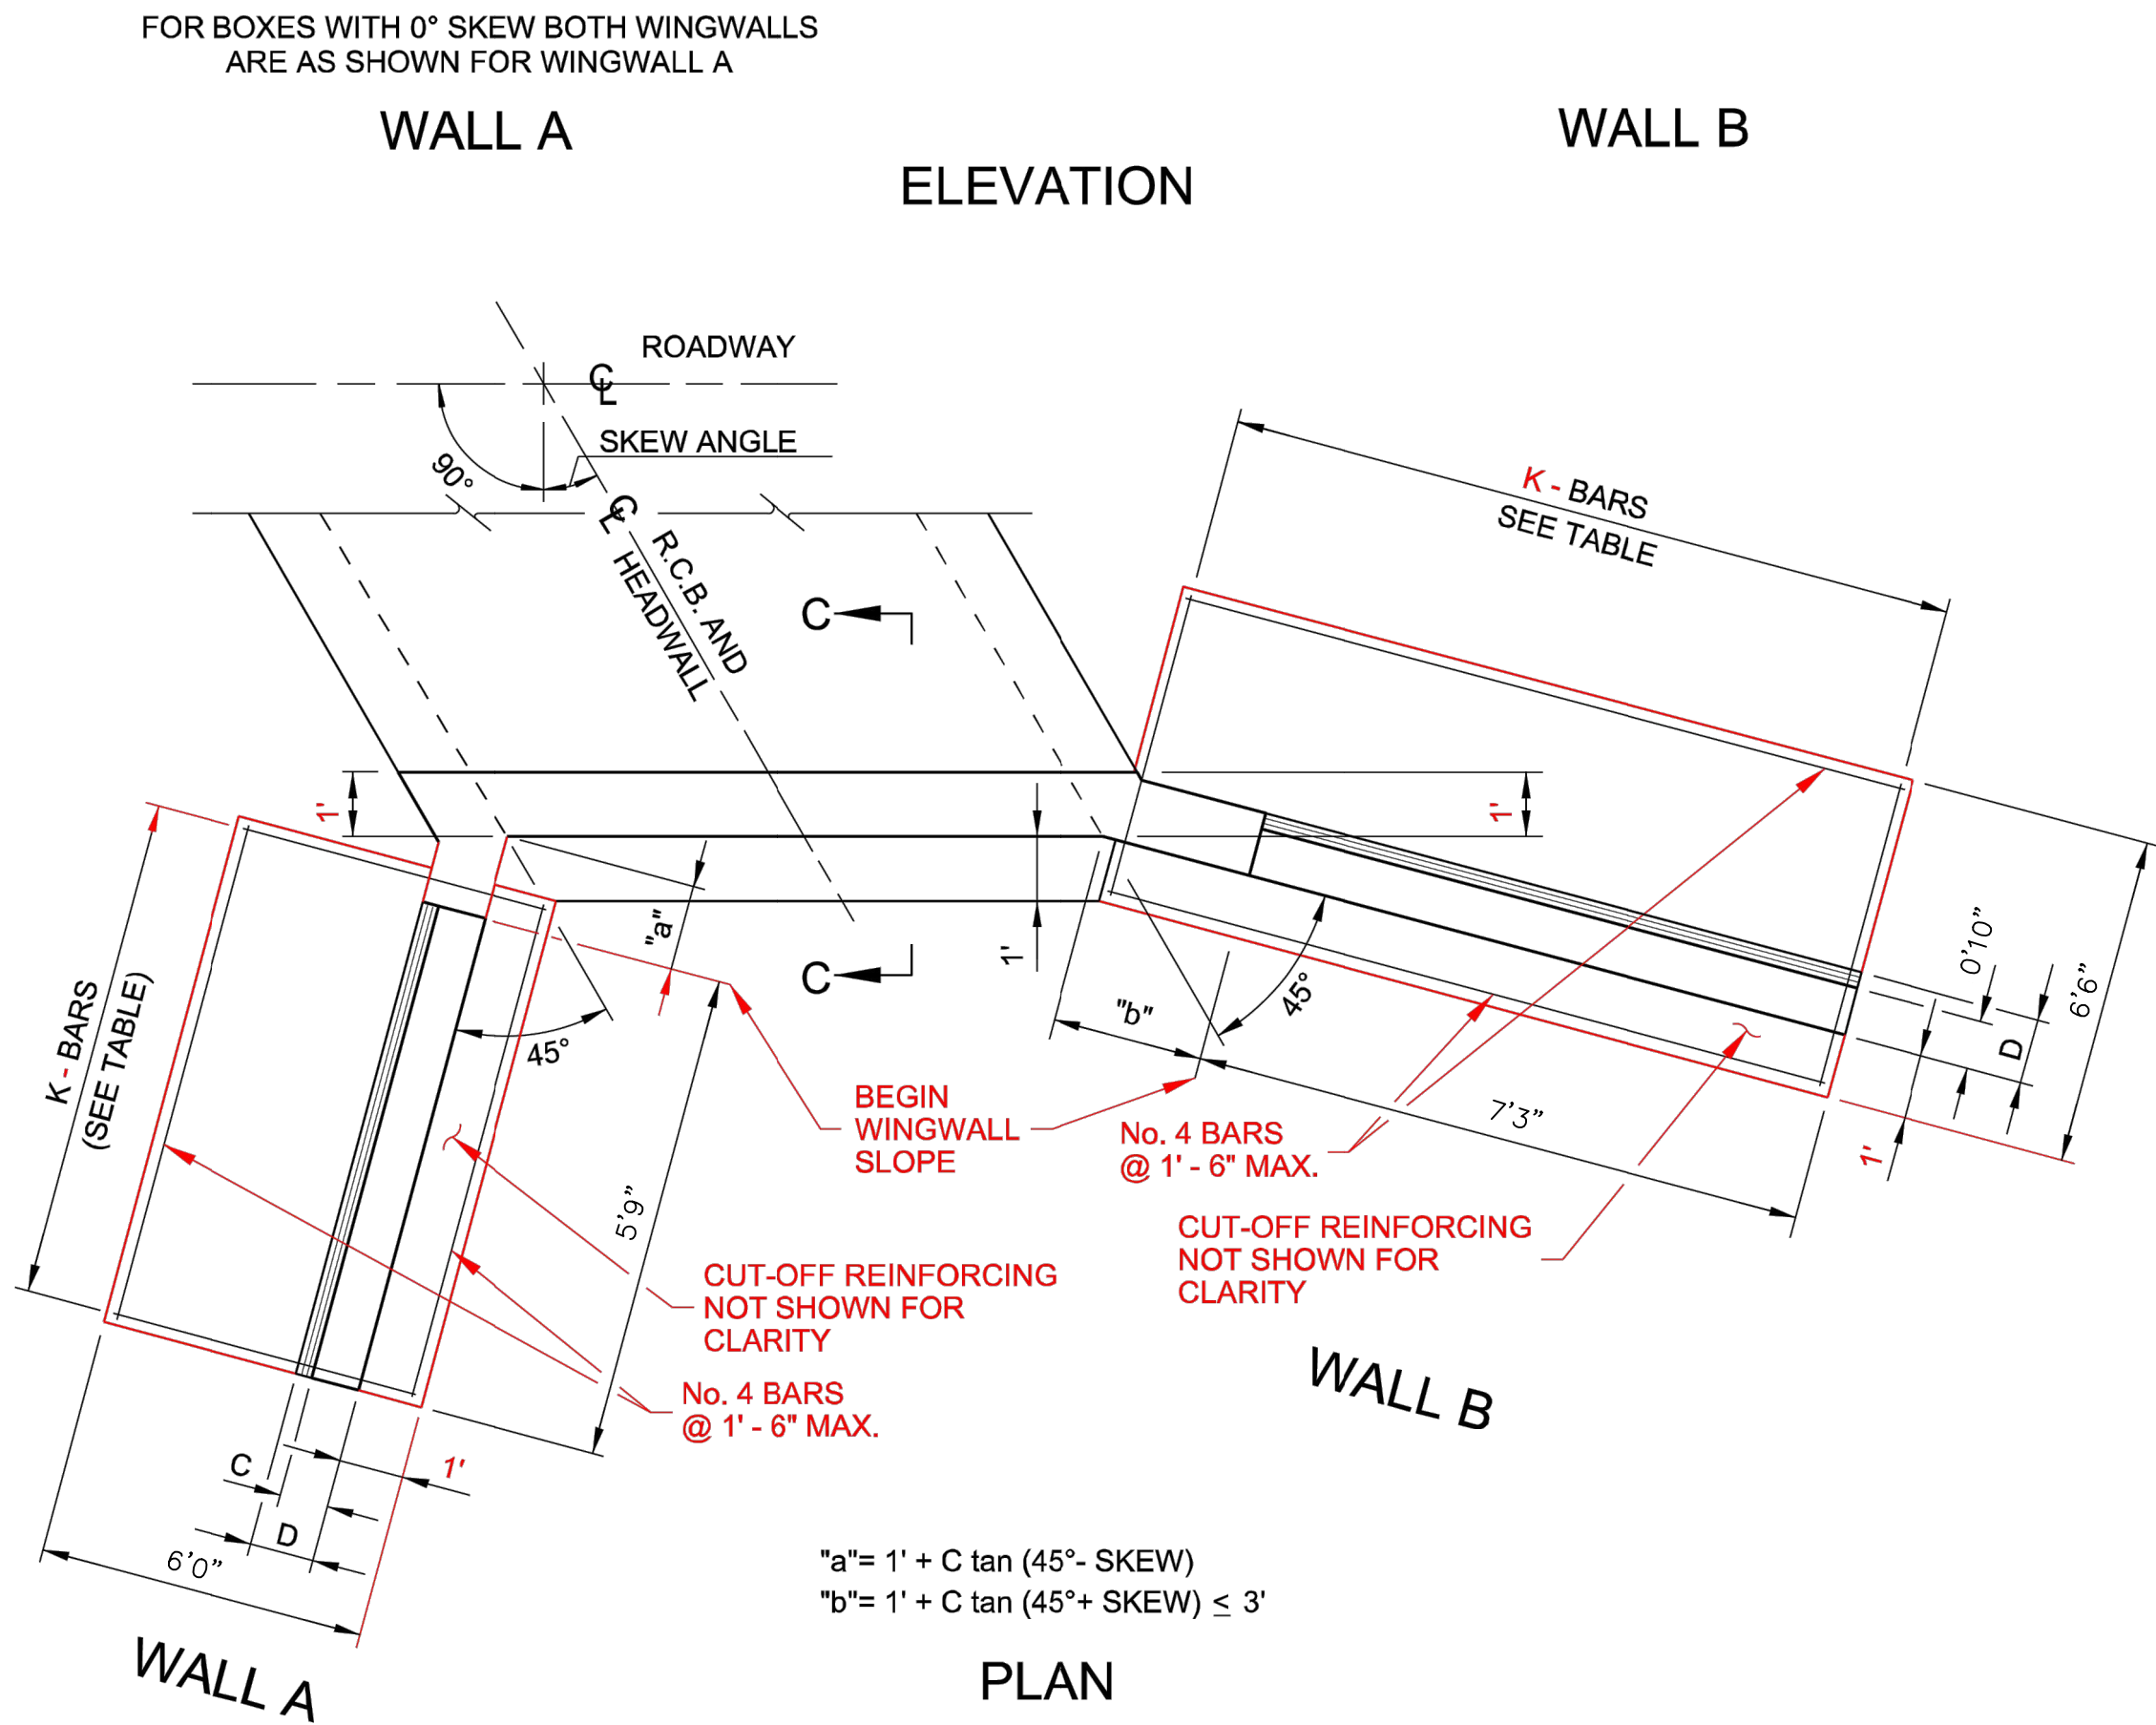 FOR BOXES WITH 0° SKEW BOTH WINGWALLS
ARE AS SHOWN FOR WINGWALL A
WALL A
WALL B
ELEVATION
ROADWAY
CL
SKEW ANGLE
90°
CL
R.C.B. AND
HEADWALL
C
K - BARS
SEE TABLE
1'
1'
"a"
C
1'
"b"
45°
45°
0'10"
6'6"
D
1'
7'3"
K - BARS
(SEE TABLE)
BEGIN
WINGWALL
SLOPE
No. 4 BARS
@ 1' - 6" MAX.
5'9"
CUT-OFF REINFORCING
NOT SHOWN FOR
CLARITY
CUT-OFF REINFORCING
NOT SHOWN FOR
CLARITY
WALL B
No. 4 BARS
@ 1' - 6" MAX.
C
1'
D
6'0"
"a"= 1' + C tan (45°- SKEW)
"b"= 1' + C tan (45°+ SKEW) ≤ 3'
WALL A
PLAN